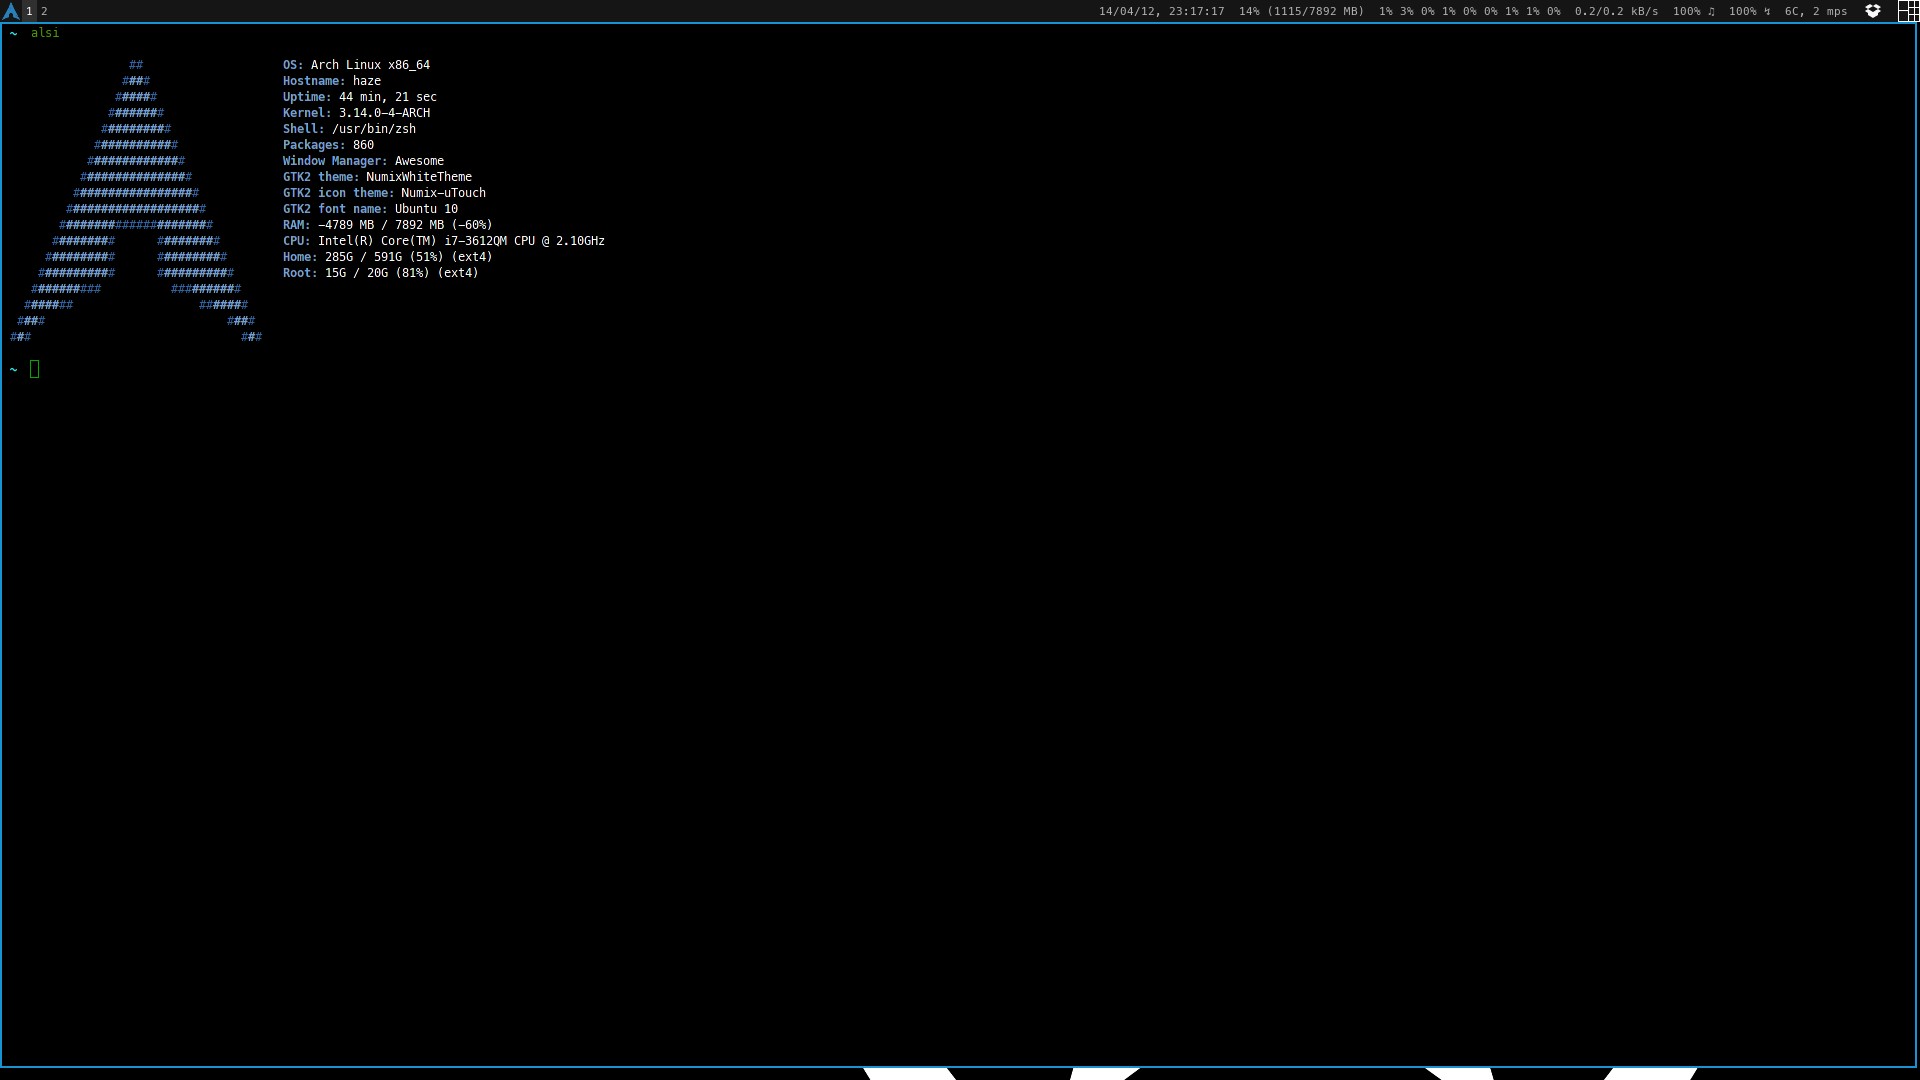 1 2 14/04/12, 23:17:17 14% (1115/7892 MB) 1% 3% 0% 1% 0% 0% 1% 1% 0% 0.2/0.2 kB/s 100% ♫ 100% ↯ 6C, 2 mps
~ alsi
## OS: Arch Linux x86_64
#### Hostname: haze
###### Uptime: 44 min, 21 sec
######## Kernel: 3.14.0-4-ARCH
########## Shell: /usr/bin/zsh
############ Packages: 860
############## Window Manager: Awesome
################ GTK2 theme: NumixWhiteTheme
################## GTK2 icon theme: Numix-uTouch
#################### GTK2 font name: Ubuntu 10
###################### RAM: -4789 MB / 7892 MB (-60%)
######### ######### CPU: Intel(R) Core(TM) i7-3612QM CPU @ 2.10GHz
########## ########## Home: 285G / 591G (51%) (ext4)
########### ########### Root: 15G / 20G (81%) (ext4)
########## ##########
####### #######
#### ####
### ###
~